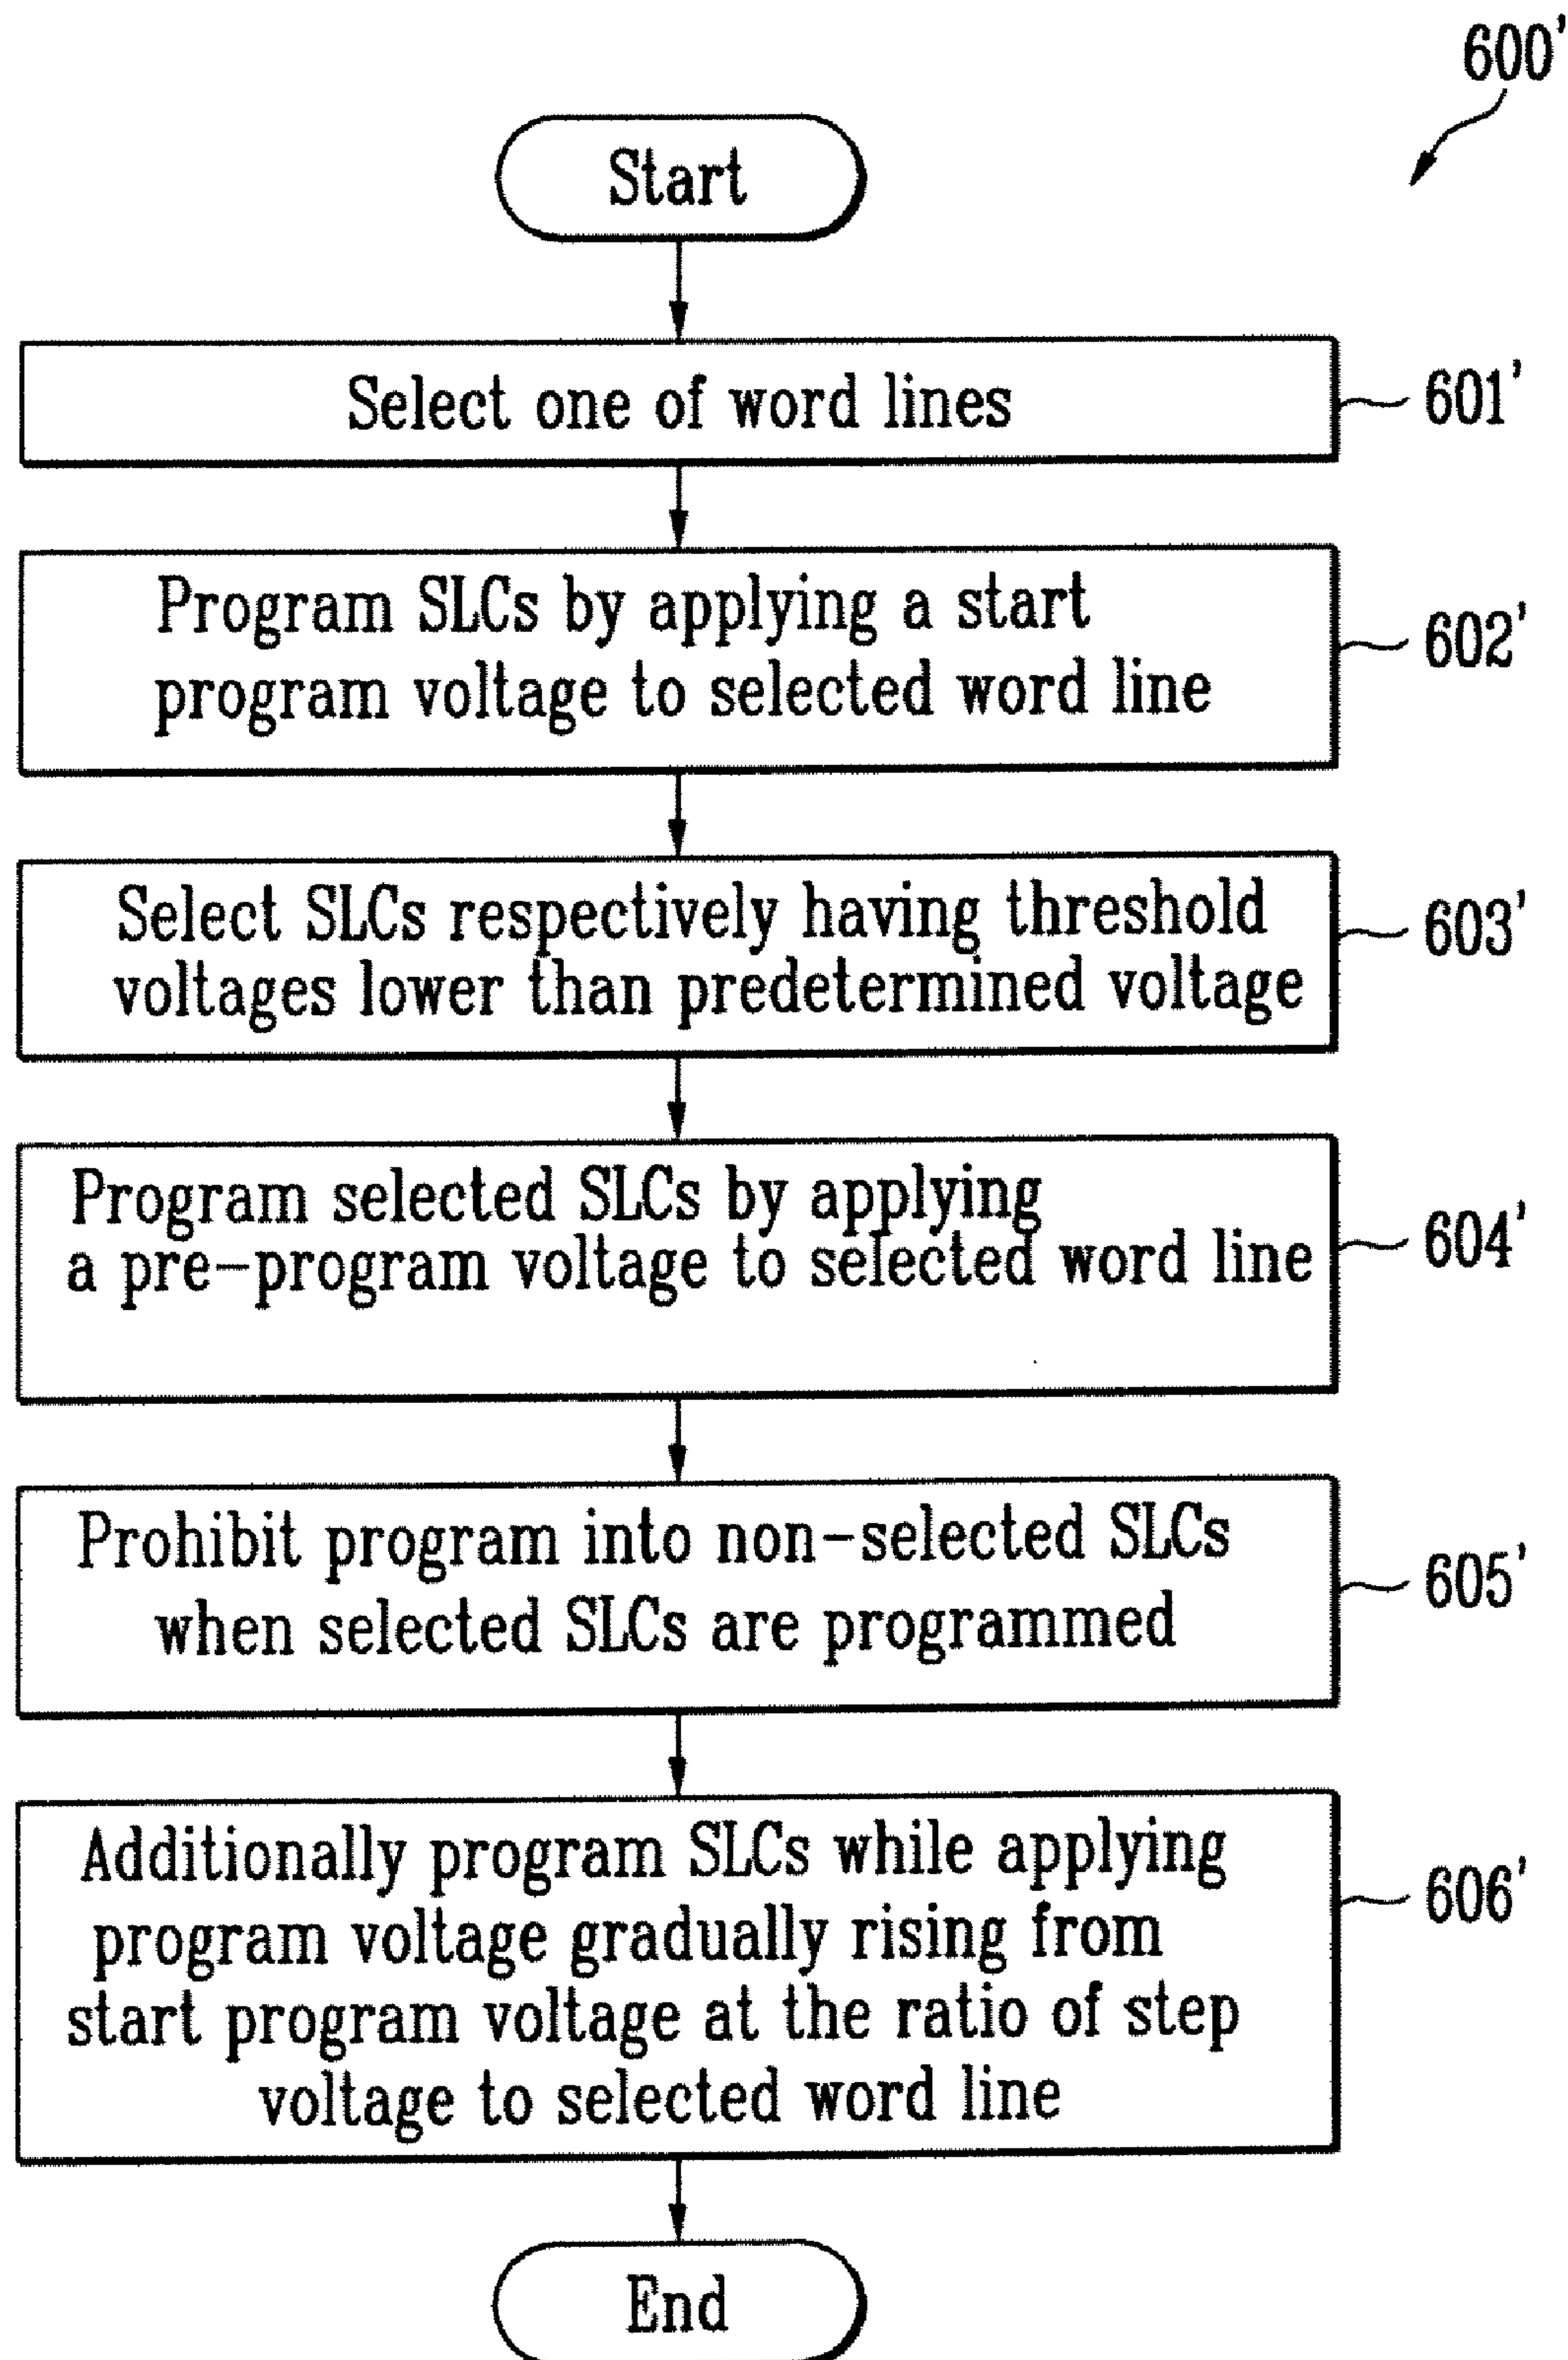 600'
Start
Select one of word lines
601'
Program SLCs by applying a start
program voltage to selected word line
602'
Select SLCs respectively having threshold
voltages lower than predetermined voltage
603'
Program selected SLCs by applying
a pre-program voltage to selected word line
604'
Prohibit program into non-selected SLCs
when selected SLCs are programmed
605'
Additionally program SLCs while applying
program voltage gradually rising from
start program voltage at the ratio of step
voltage to selected word line
606'
End